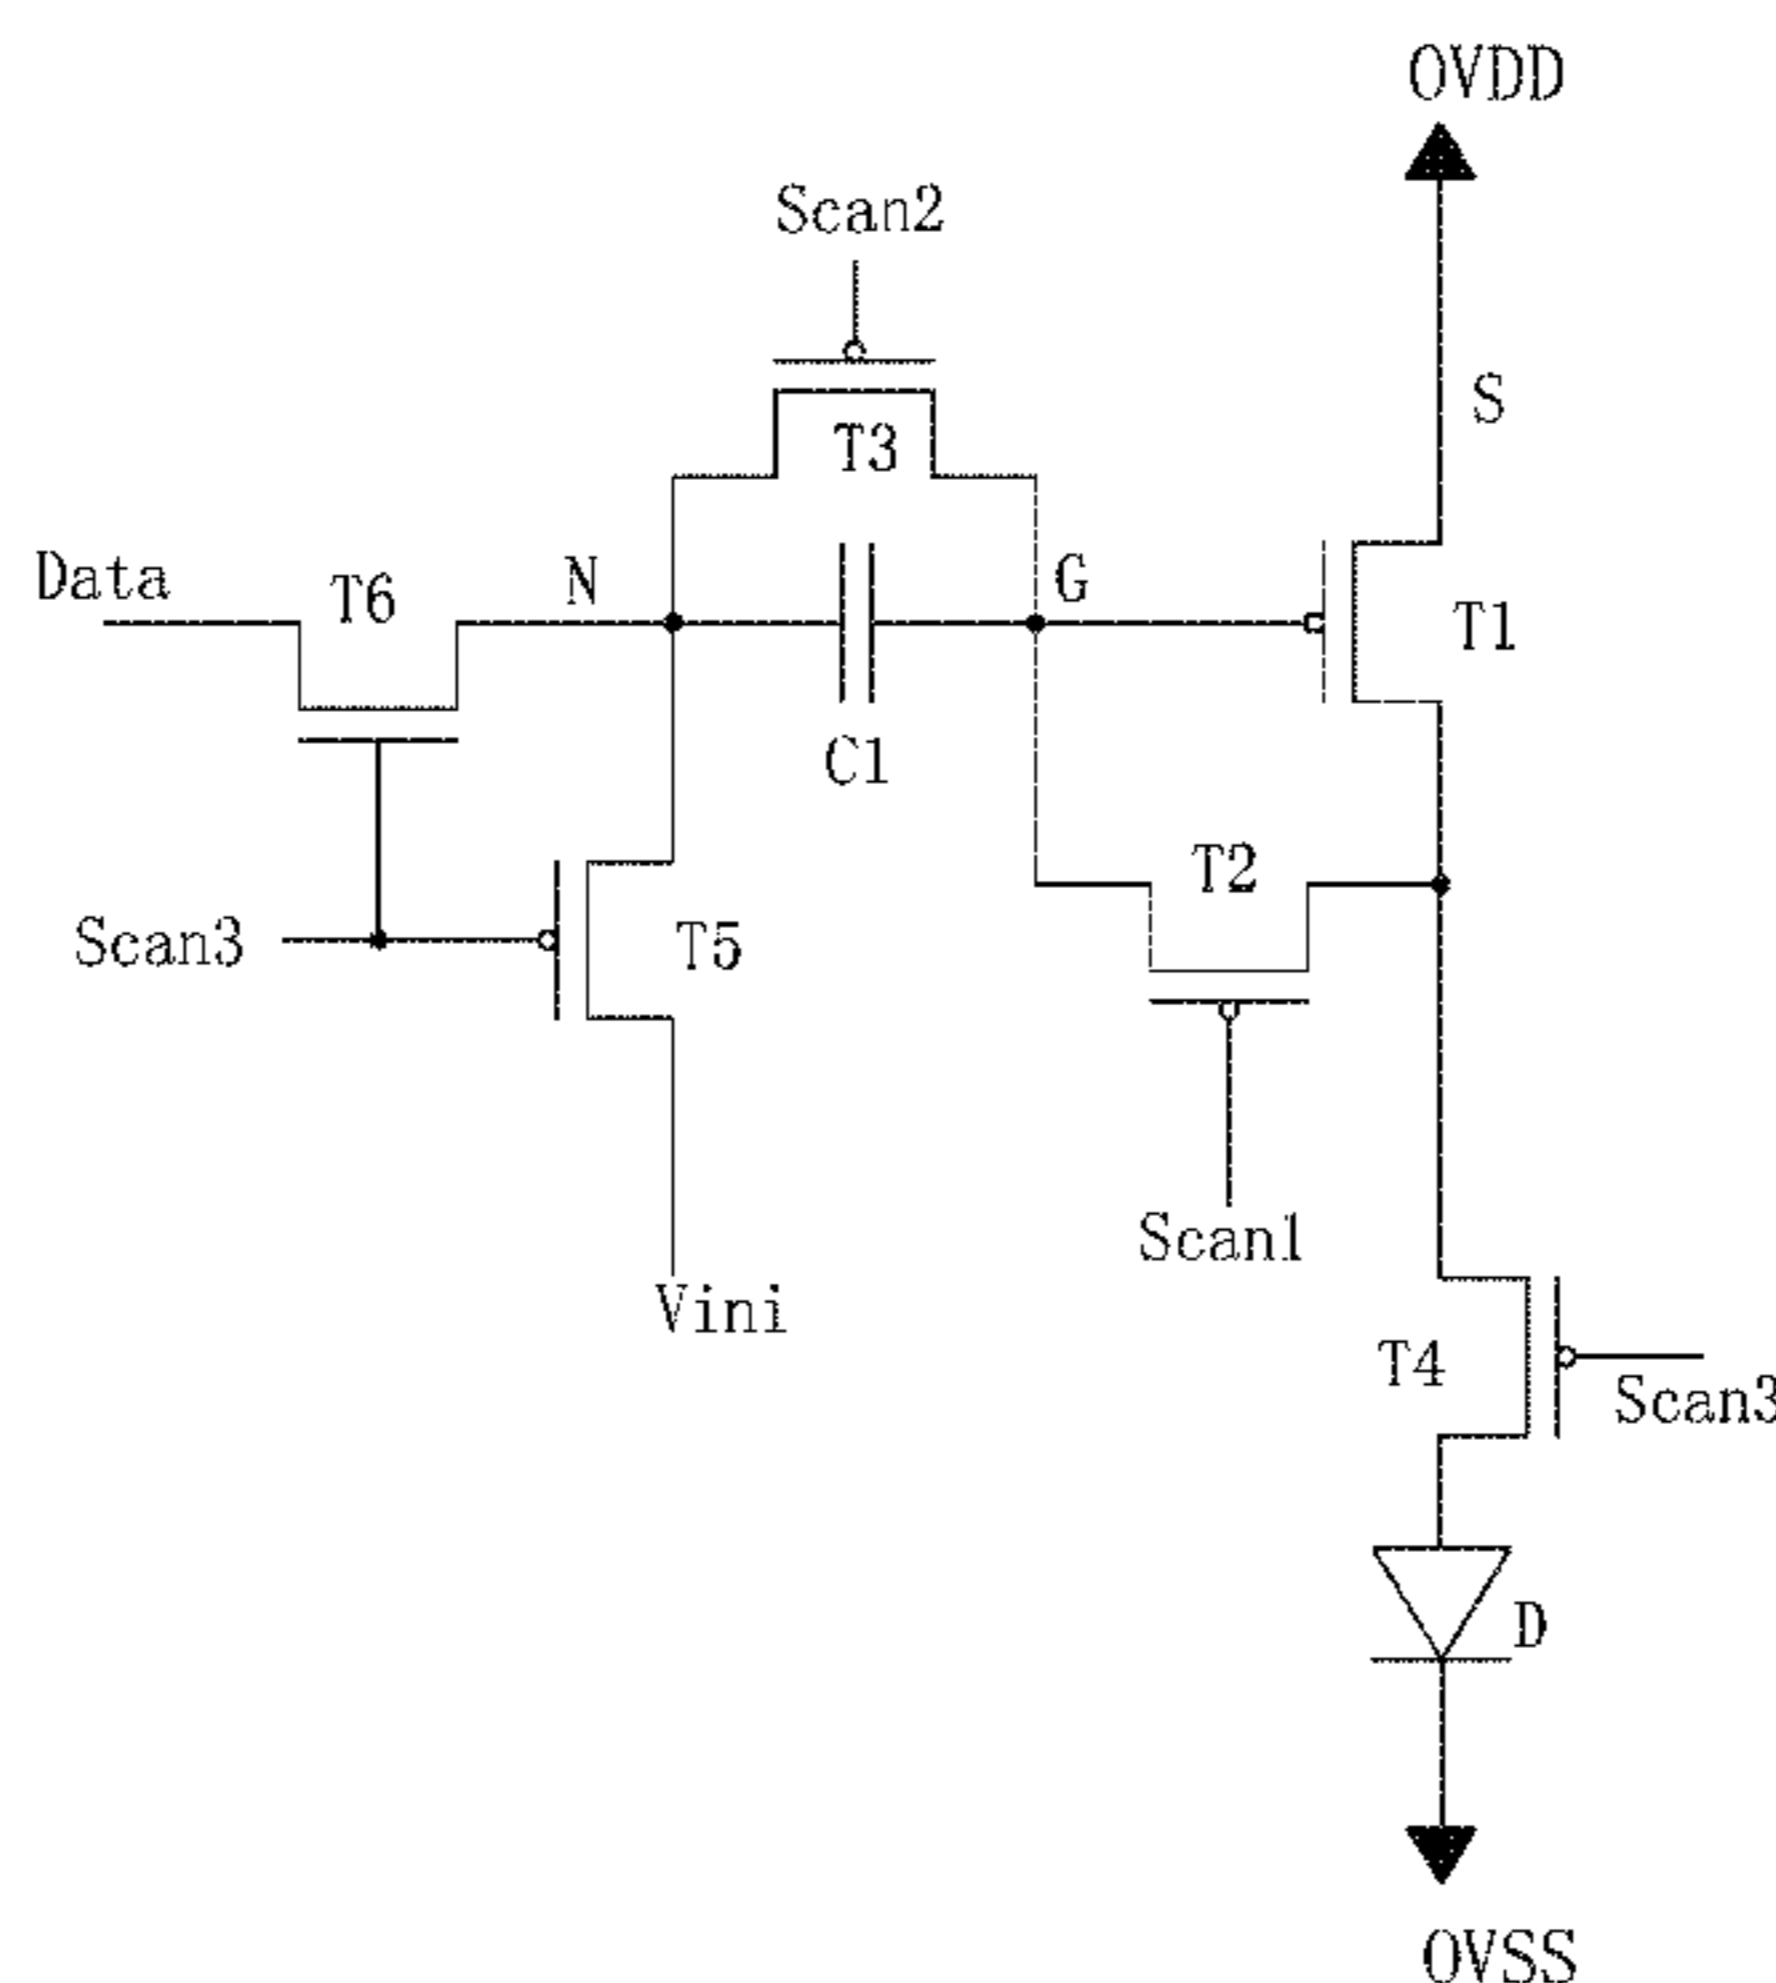 OVDD
Scan2
S
T3
Data
T6
N
G
T1
C1
T2
Scan3
T5
Scan1
Vini
T4
Scan3
D
OVSS